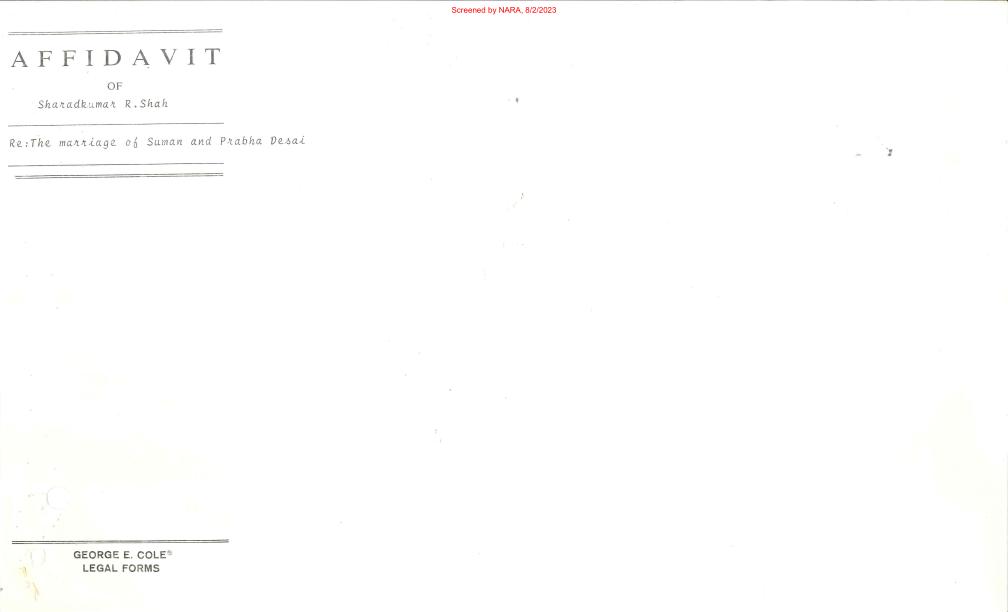 Screened by NARA, 8/2/2023
AFFIDAVIT
OF
Sharadkumar R.Shah
Re:The marriage of Suman and Prabha Desai
GEORGE E. COLE®
LEGAL FORMS